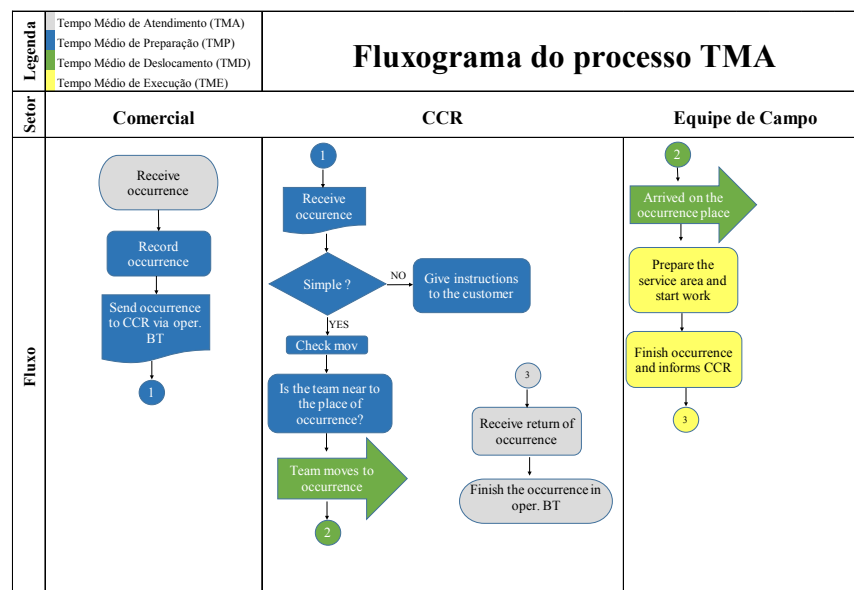 Legenda
Tempo Médio de Atendimento (TMA)
Tempo Médio de Preparação (TMP)
Tempo Médio de Deslocamento (TMD)
Tempo Médio de Execução (TME)
Fluxograma do processo TMA
Setor
Comercial
CCR
Equipe de Campo
Fluxo
Receive
occurrence
Record
occurrence
Send occurrence
to CCR via oper.
BT
1
1
Receive
occurence
Simple ?
NO
Give instructions
to the customer
YES
Check mov
Is the team near to
the place of
occurrence?
Team moves to
occurrence
2
3
Receive return of
occurrence
Finish the occurrence in
oper. BT
2
Arrived on the
occurrence place
Prepare the
service area and
start work
Finish occurrence
and informs CCR
3